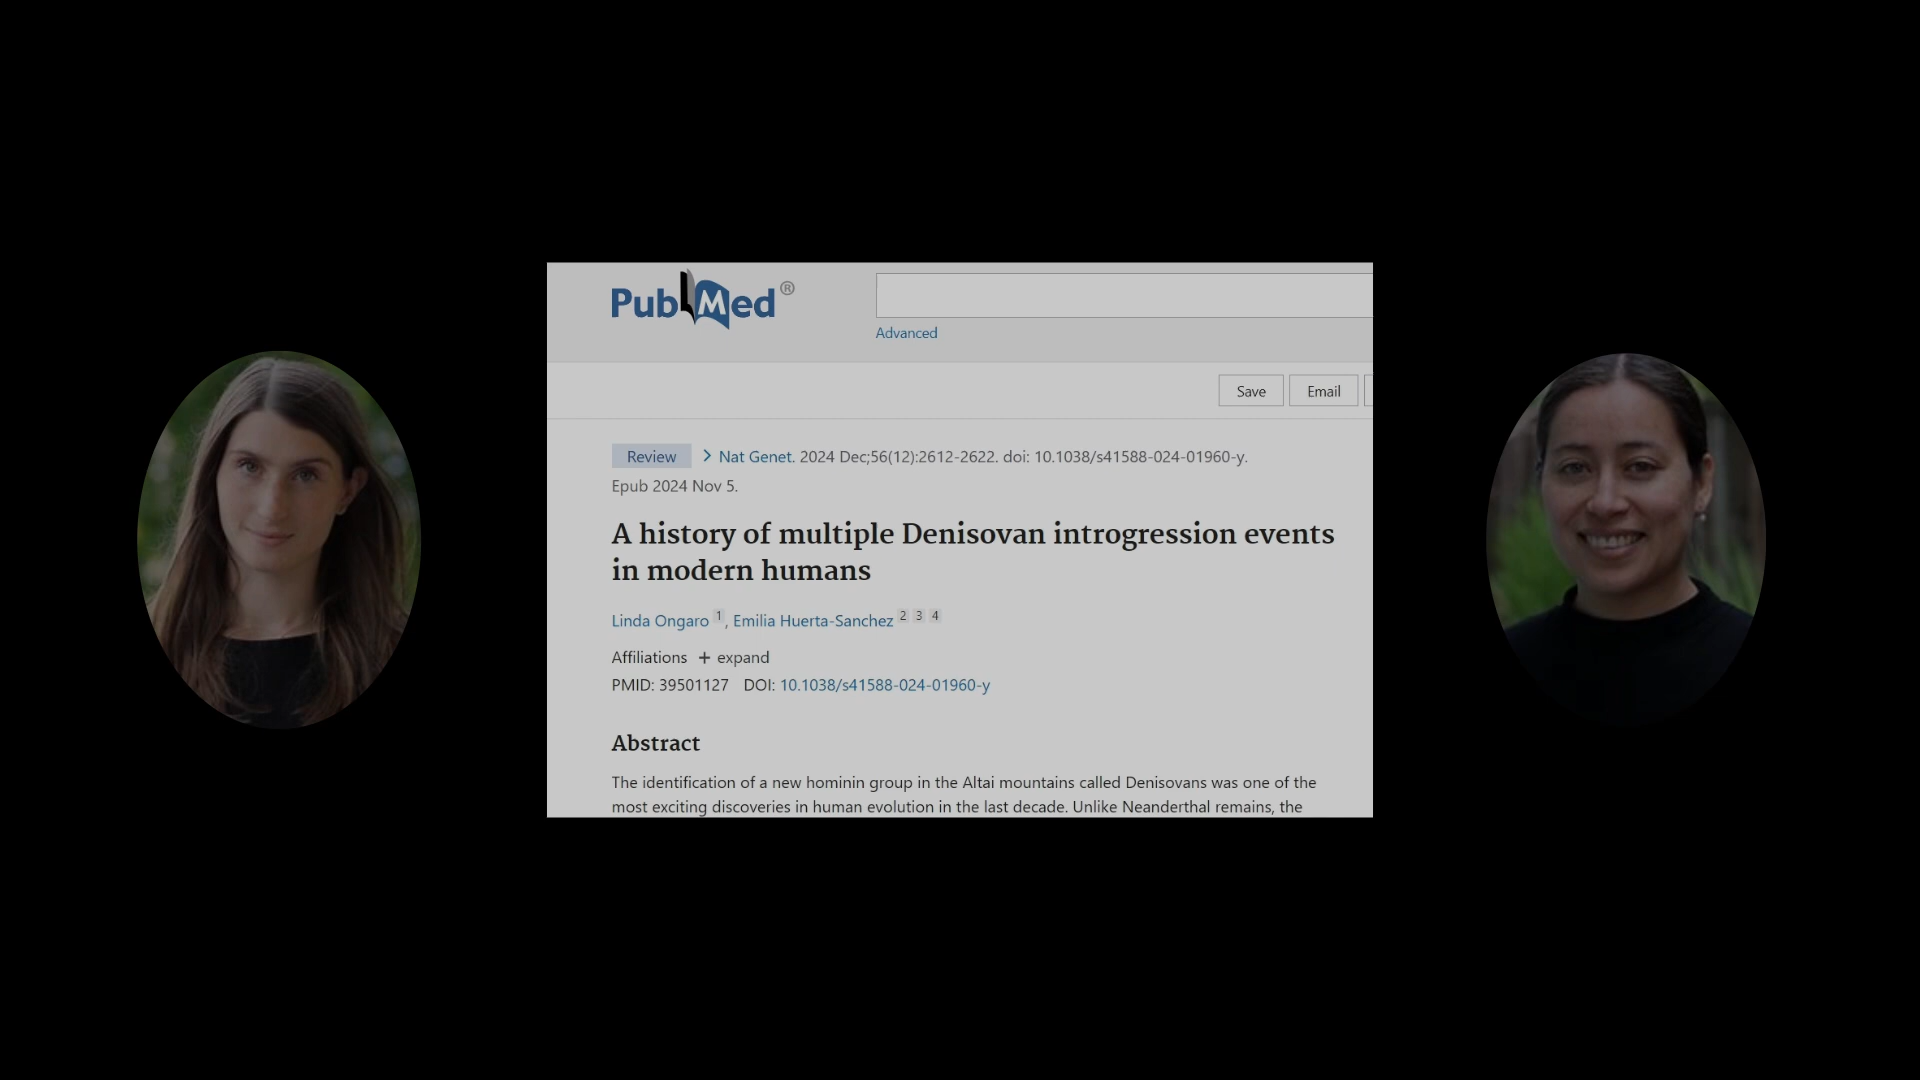 PubMed®
Advanced
Save Email
Review > Nat Genet. 2024 Dec;56(12):2612-2622. doi: 10.1038/s41588-024-01960-y.
Epub 2024 Nov 5.
A history of multiple Denisovan introgression events
in modern humans
Linda Ongaro 1, Emilia Huerta-Sanchez 2 3 4
Affiliations + expand
PMID: 39501127 DOI: 10.1038/s41588-024-01960-y
Abstract
The identification of a new hominin group in the Altai mountains called Denisovans was one of the
most exciting discoveries in human evolution in the last decade. Unlike Neanderthal remains, the